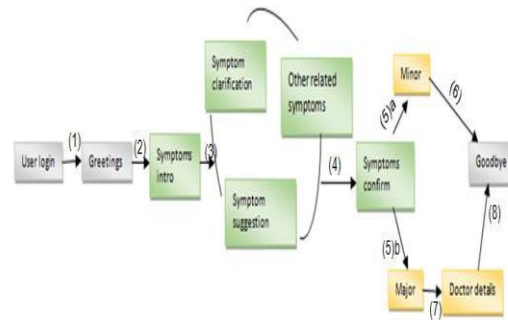 Symptom
clarification
Other related
symptoms
Minor
(5)a
(6)
User login
(1)
Greetings
(2)
Symptoms
intro
(3)
(4)
Symptoms
confirm
Goodbye
Symptom
suggestion
(5)b
(8)
Major
(7)
Doctor details